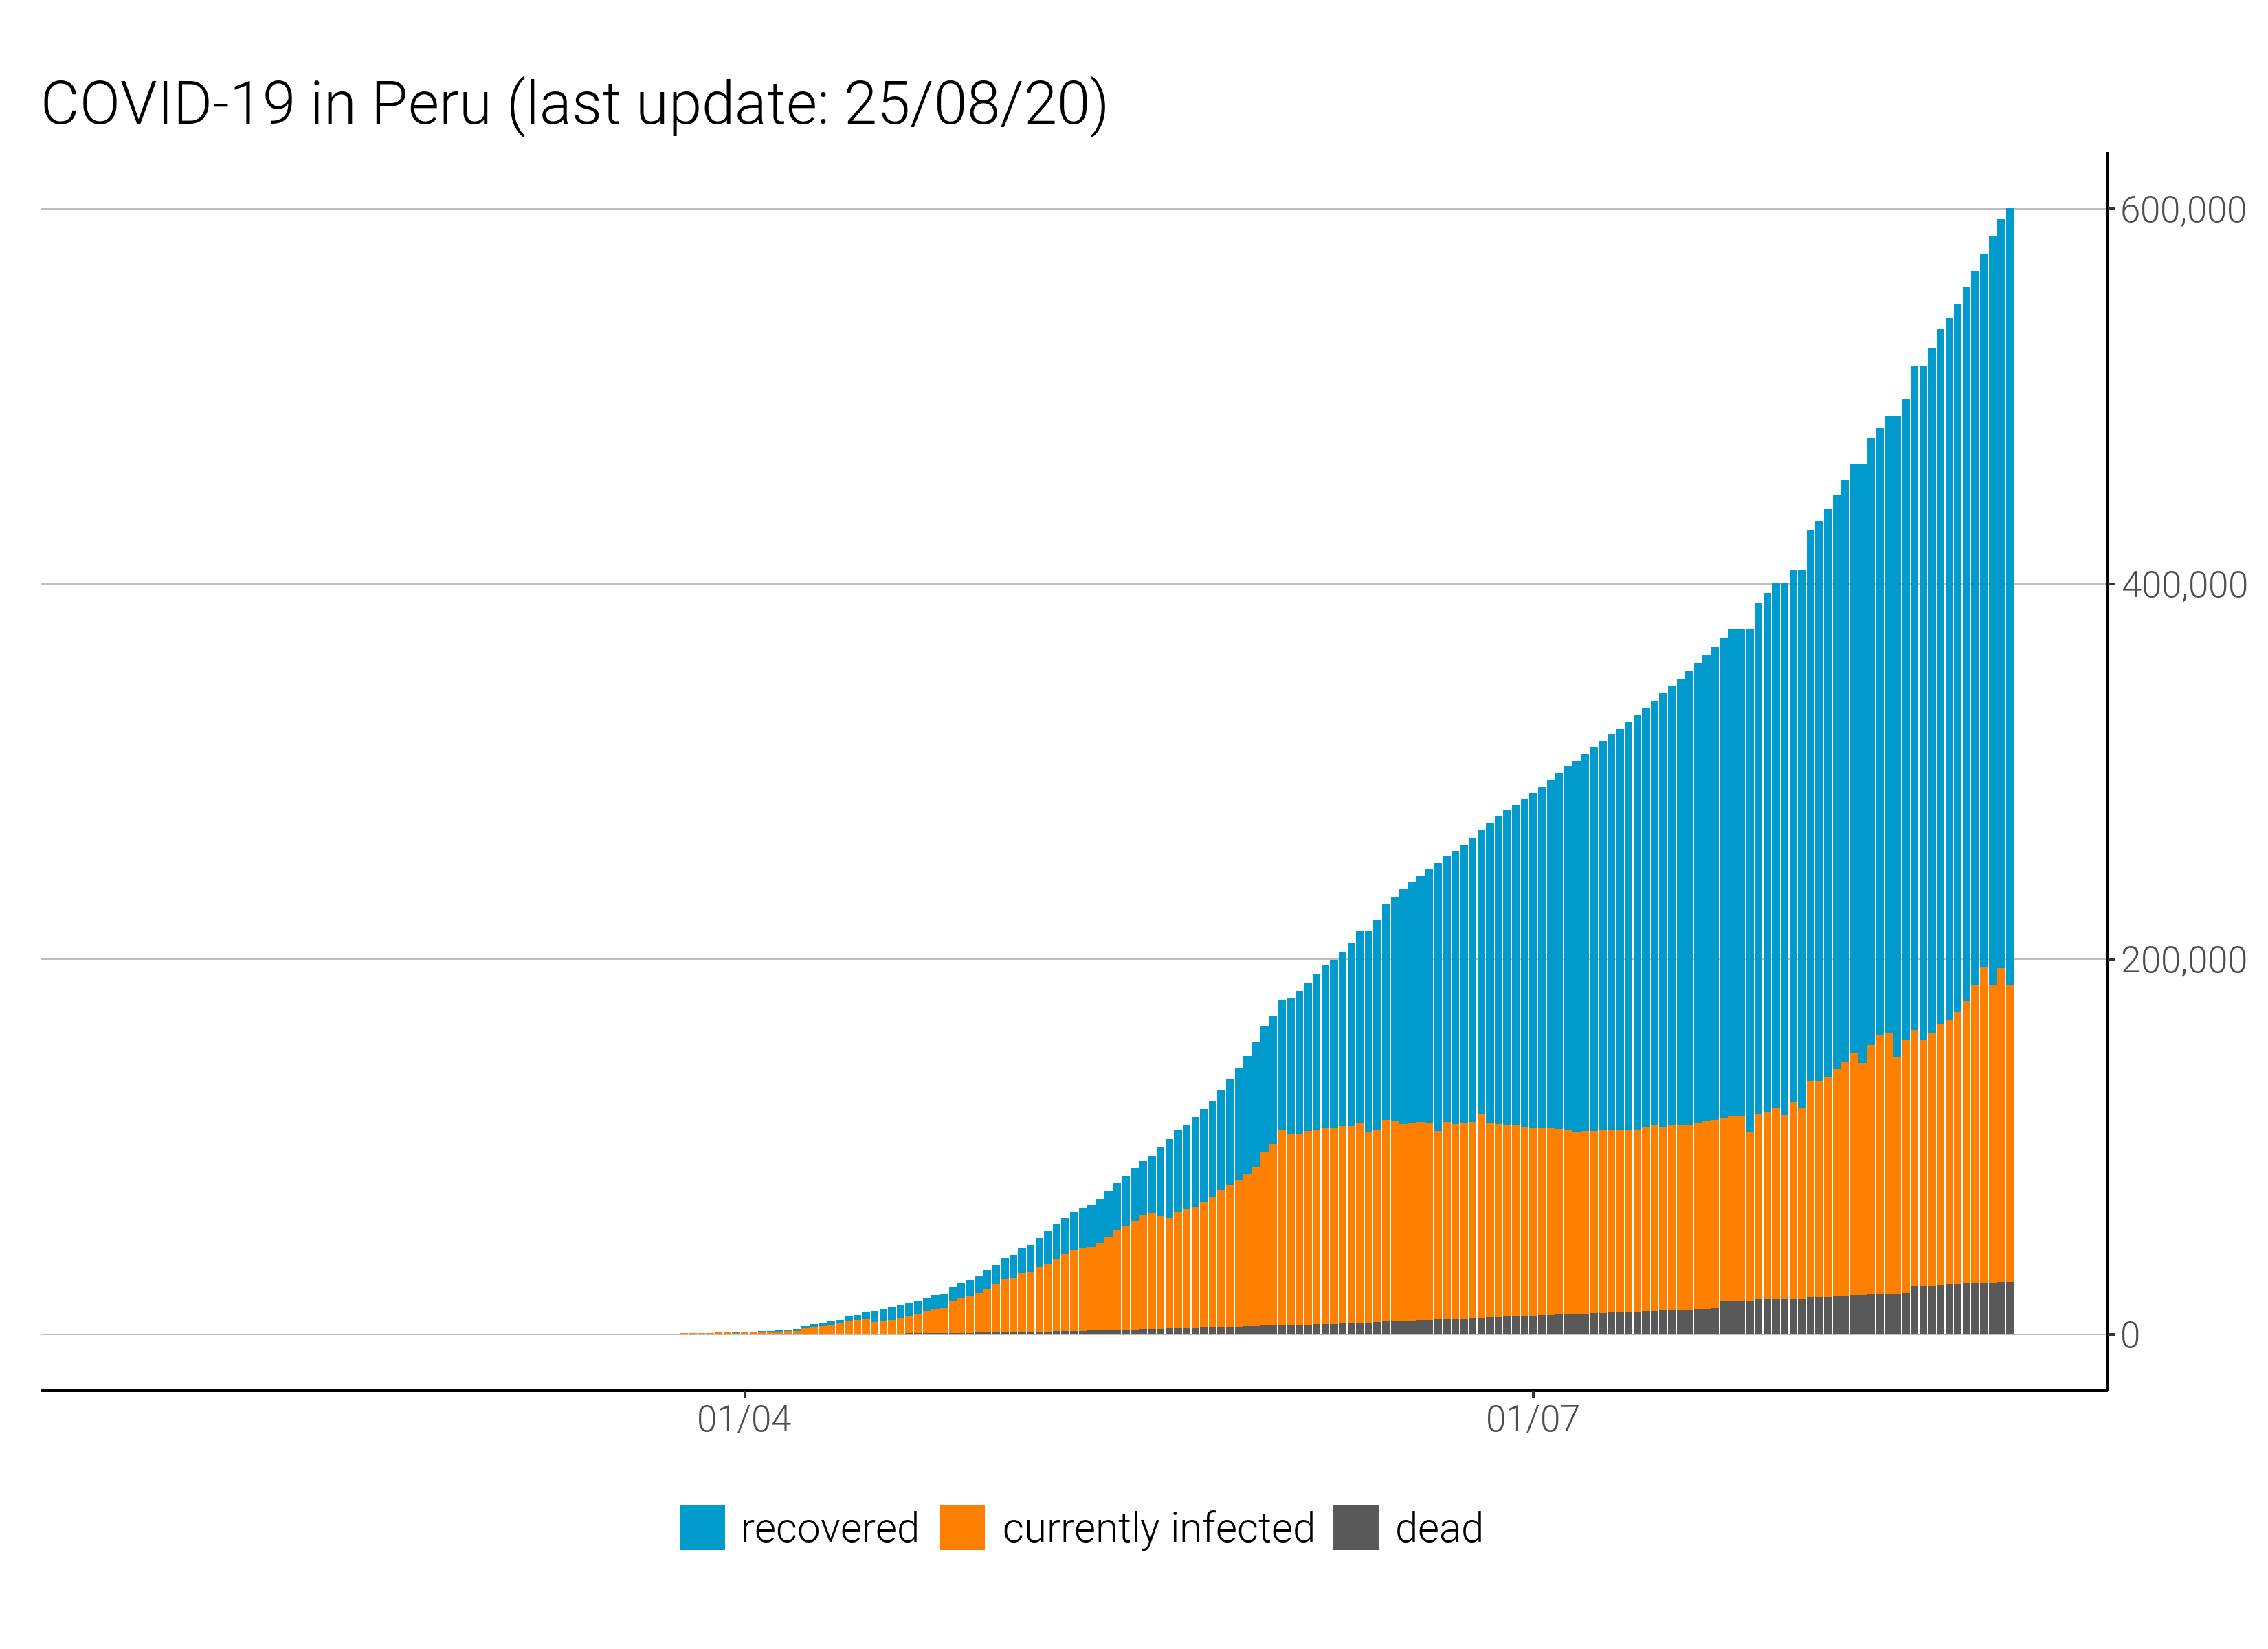 COVID-19 in Peru (last update: 25/08/20)
600,000
400,000
200,000
0
01/04 01/07
recovered currently infected dead